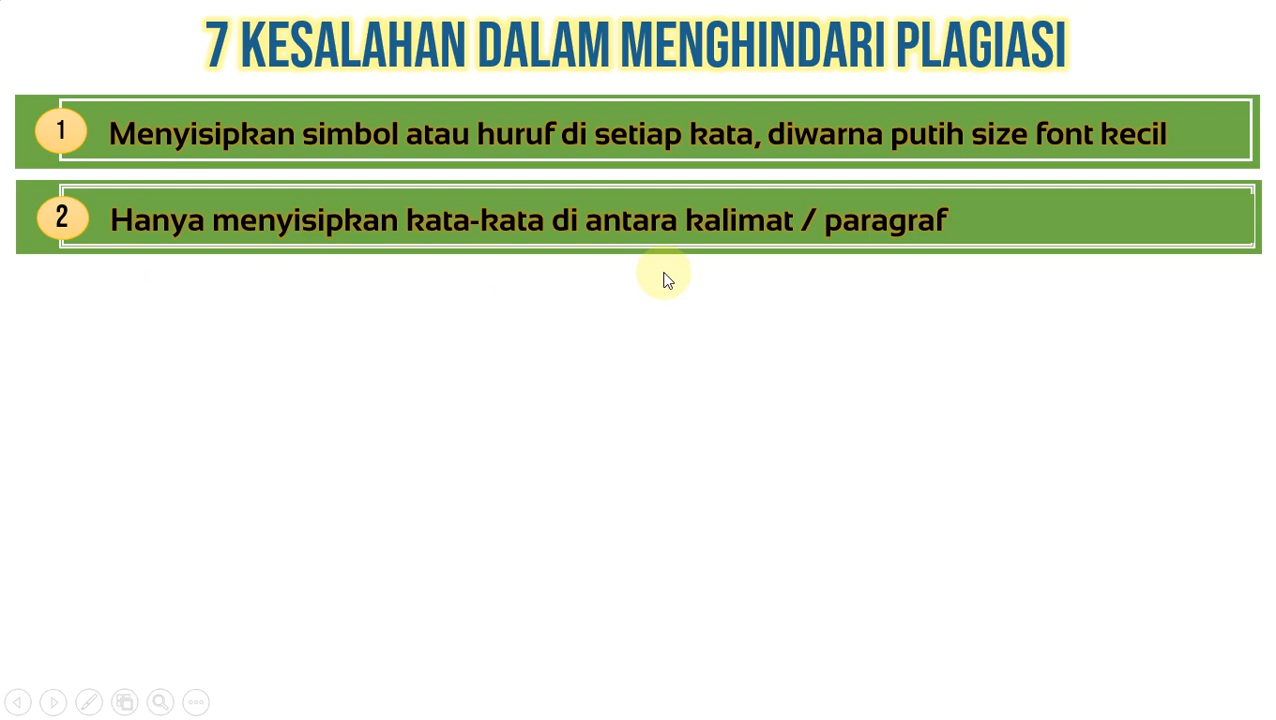 7 KESALAHAN DALAM MENGHINDARI PLAGIASI
1 Menyisipkan simbol atau huruf di setiap kata, diwarna putih size font kecil
2 Hanya menyisipkan kata-kata di antara kalimat / paragraf